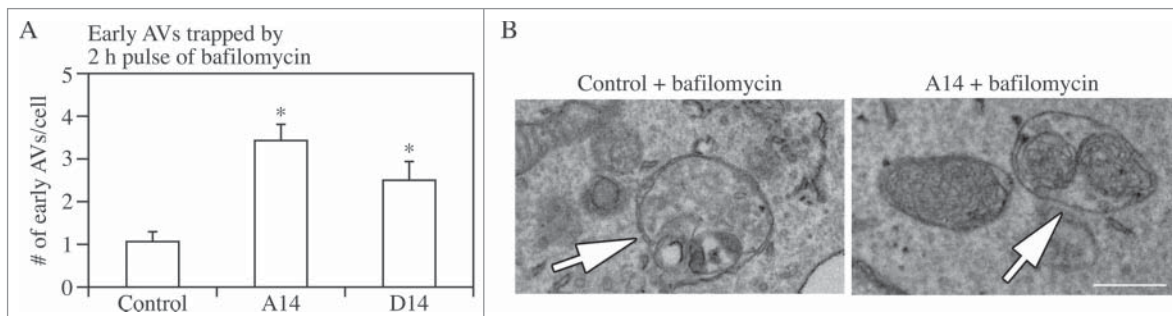 A
Early AVs trapped by
2 h pulse of bafilomycin
# of early AVs/cell
5
4
3
2
1
0
*
*
Control
A14
D14
B
Control + bafilomycin
A14 + bafilomycin